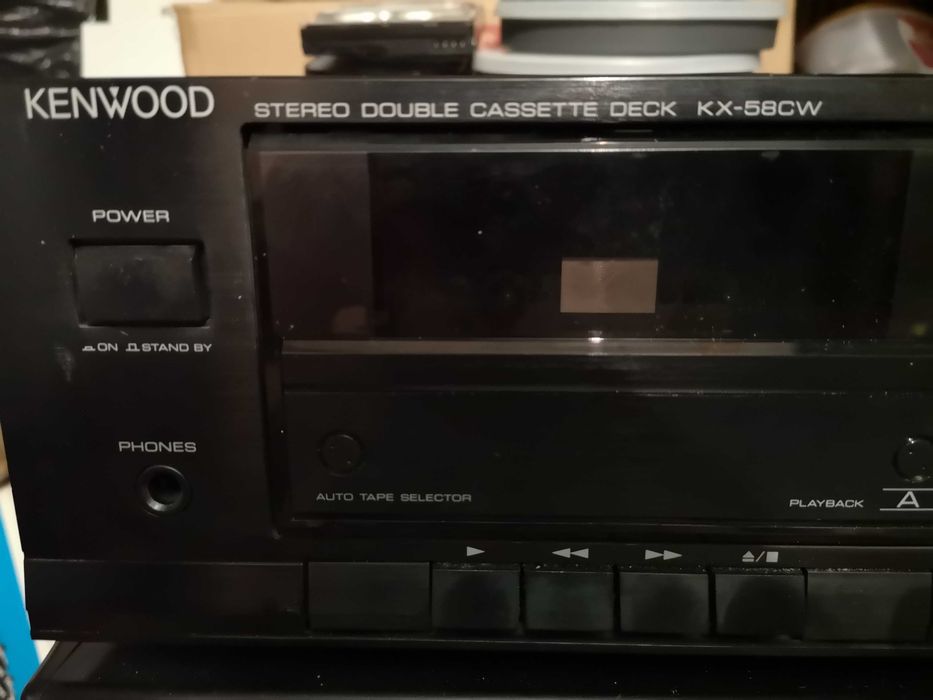 KENWOOD
STEREO DOUBLE CASSETTE DECK KX-58CW
POWER
ON STAND BY
PHONES
AUTO TAPE SELECTOR
PLAYBACK A